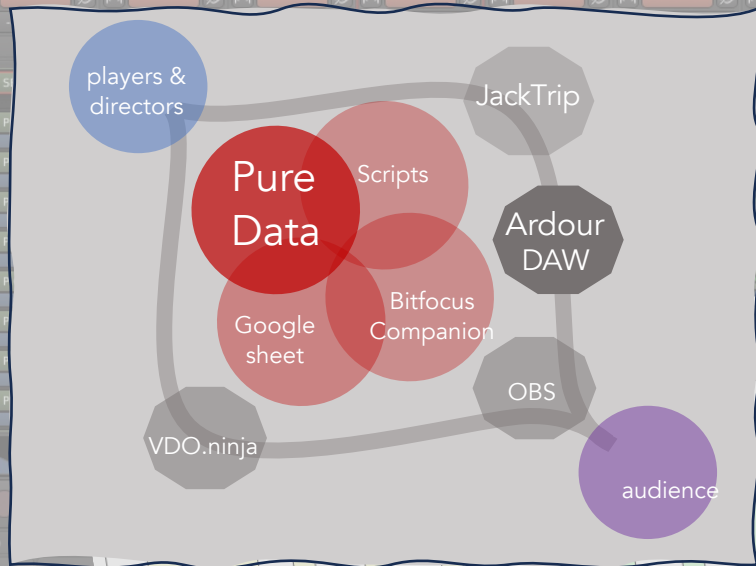 players &
directors
JackTrip
Pure
Data
Scripts
Ardour
DAW
Google
sheet
Bitfocus
Companion
OBS
VDO.ninja
audience